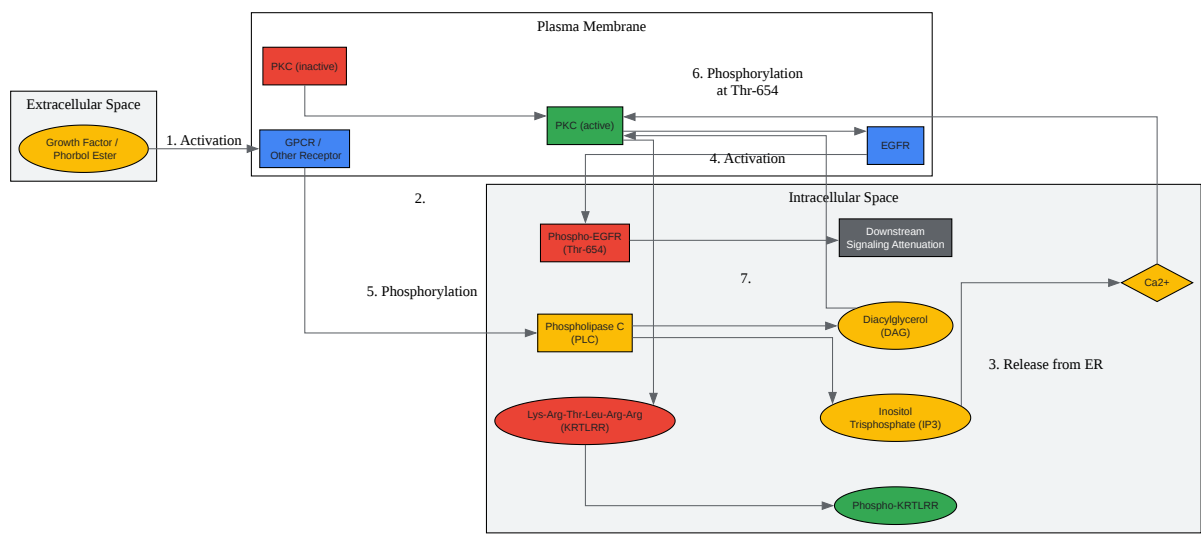 Plasma Membrane
PKC (inactive)
6. Phosphorylation
at Thr-654
Extracellular Space
Growth Factor /
Phorbol Ester
1. Activation
GPCR /
Other Receptor
PKC (active)
4. Activation
EGFR
2.
Intracellular Space
Phospho-EGFR
(Thr-654)
Downstream
Signaling Attenuation
7.
Ca2+
5. Phosphorylation
Phospholipase C
(PLC)
Diacylglycerol
(DAG)
3. Release from ER
Lys-Arg-Thr-Leu-Arg-Arg
(KRTLRR)
Inositol
Trisphosphate (IP3)
Phospho-KRTLRR